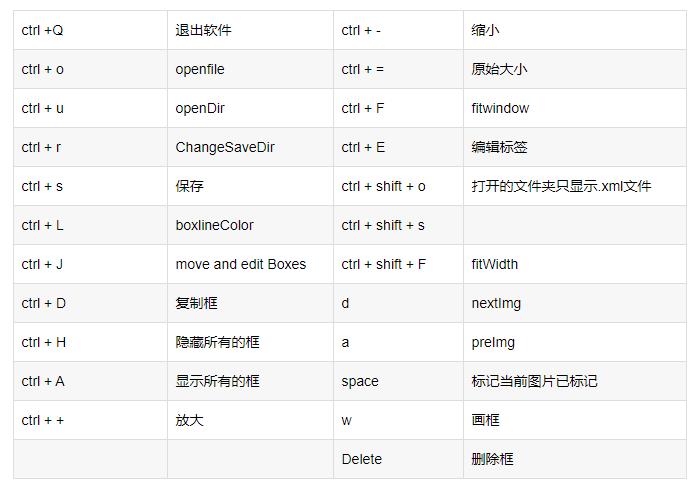 ctrl +Q 退出软件 ctrl + - 缩小
ctrl + o openfile ctrl + = 原始大小
ctrl + u openDir ctrl + F fitwindow
ctrl + r ChangeSaveDir ctrl + E 编辑标签
ctrl + s 保存 ctrl + shift + o 打开的文件夹只显示.xml文件
ctrl + L boxlineColor ctrl + shift + s
ctrl + J move and edit Boxes ctrl + shift + F fitWidth
ctrl + D 复制框 d nextImg
ctrl + H 隐藏所有的框 a preImg
ctrl + A 显示所有的框 space 标记当前图片已标记
ctrl + + 放大 w 画框
Delete 删除框